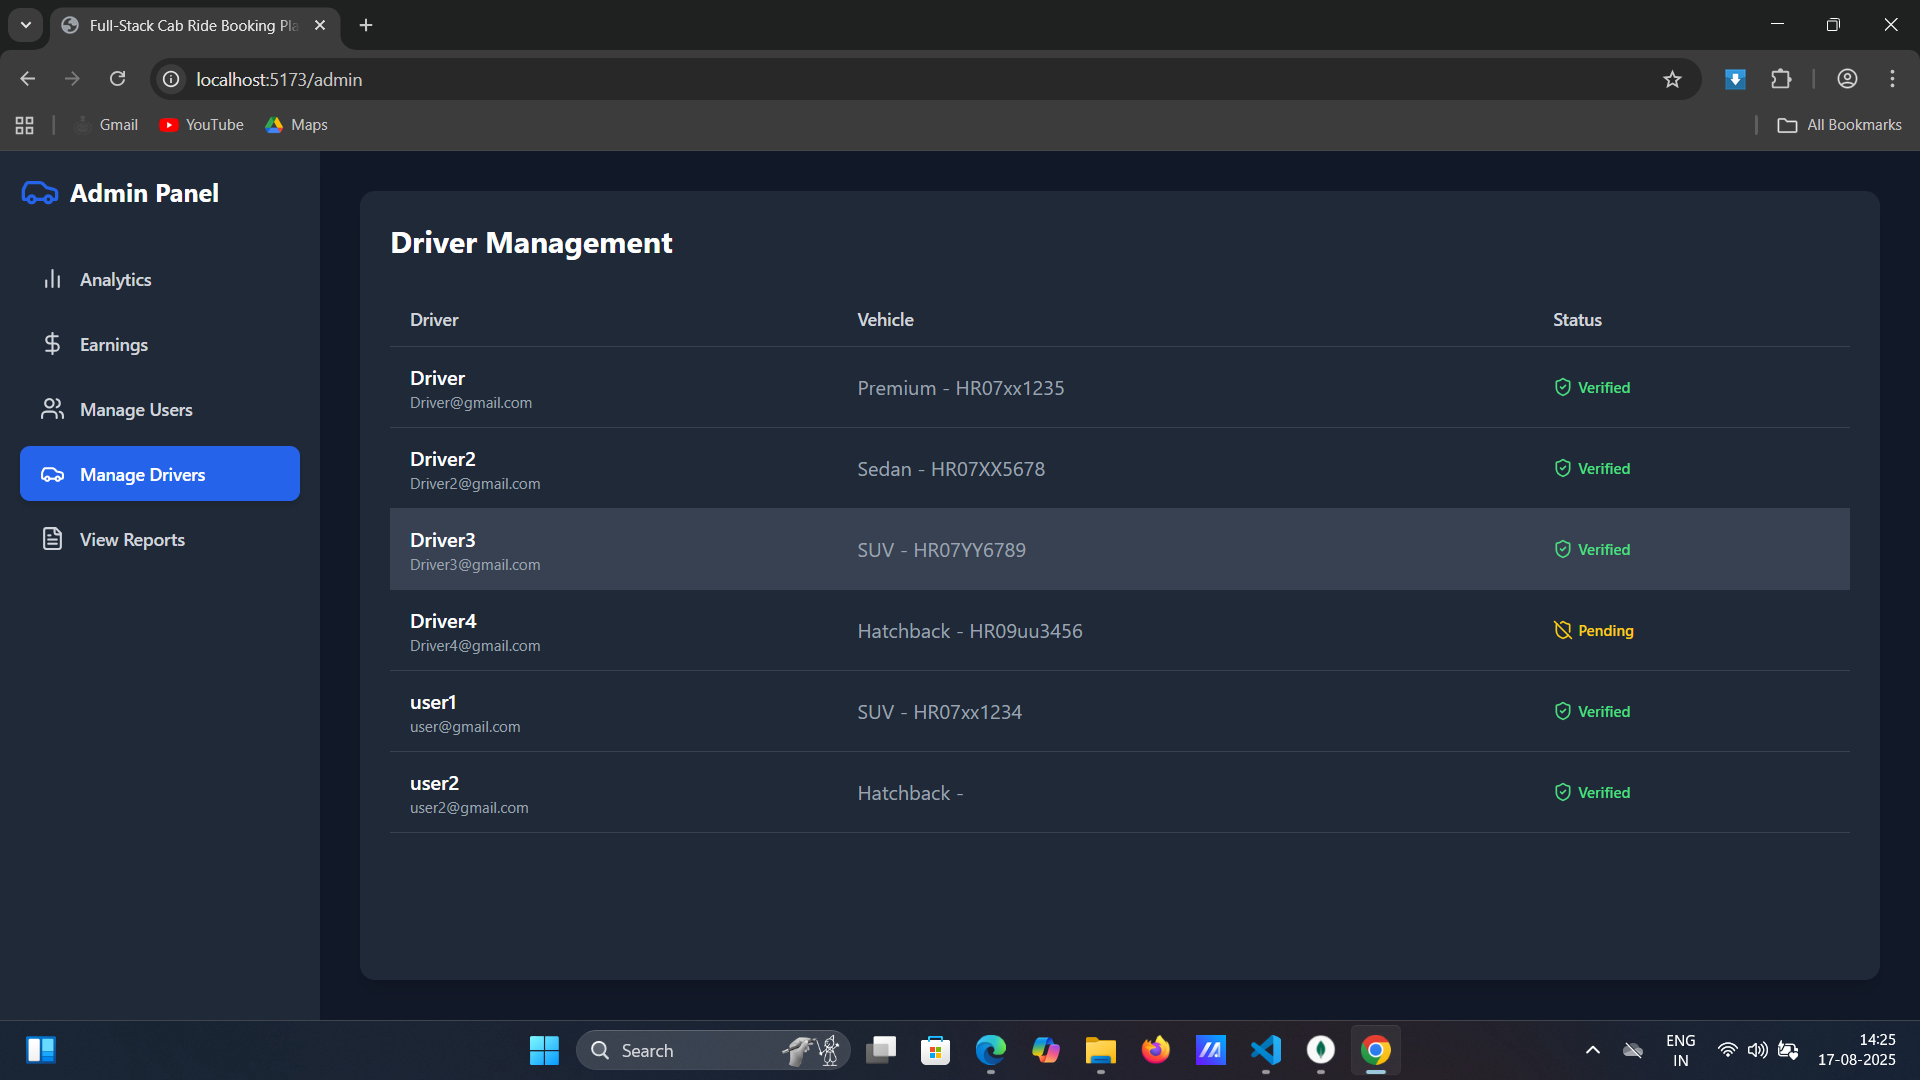 Full-Stack Cab Ride Booking Pla
localhost:5173/admin
Gmail
YouTube
Maps
All Bookmarks
Admin Panel
Analytics
Earnings
Manage Users
Manage Drivers
View Reports
Driver Management
Driver Vehicle Status
Driver
Driver@gmail.com
Premium - HR07xx1235
Verified
Driver2
Driver2@gmail.com
Sedan - HR07XX5678
Verified
Driver3
Driver3@gmail.com
SUV - HR07YY6789
Verified
Driver4
Driver4@gmail.com
Hatchback - HR09uu3456
Pending
user1
user@gmail.com
SUV - HR07xx1234
Verified
user2
user2@gmail.com
Hatchback -
Verified
Search
ENG
IN
14:25
17-08-2025